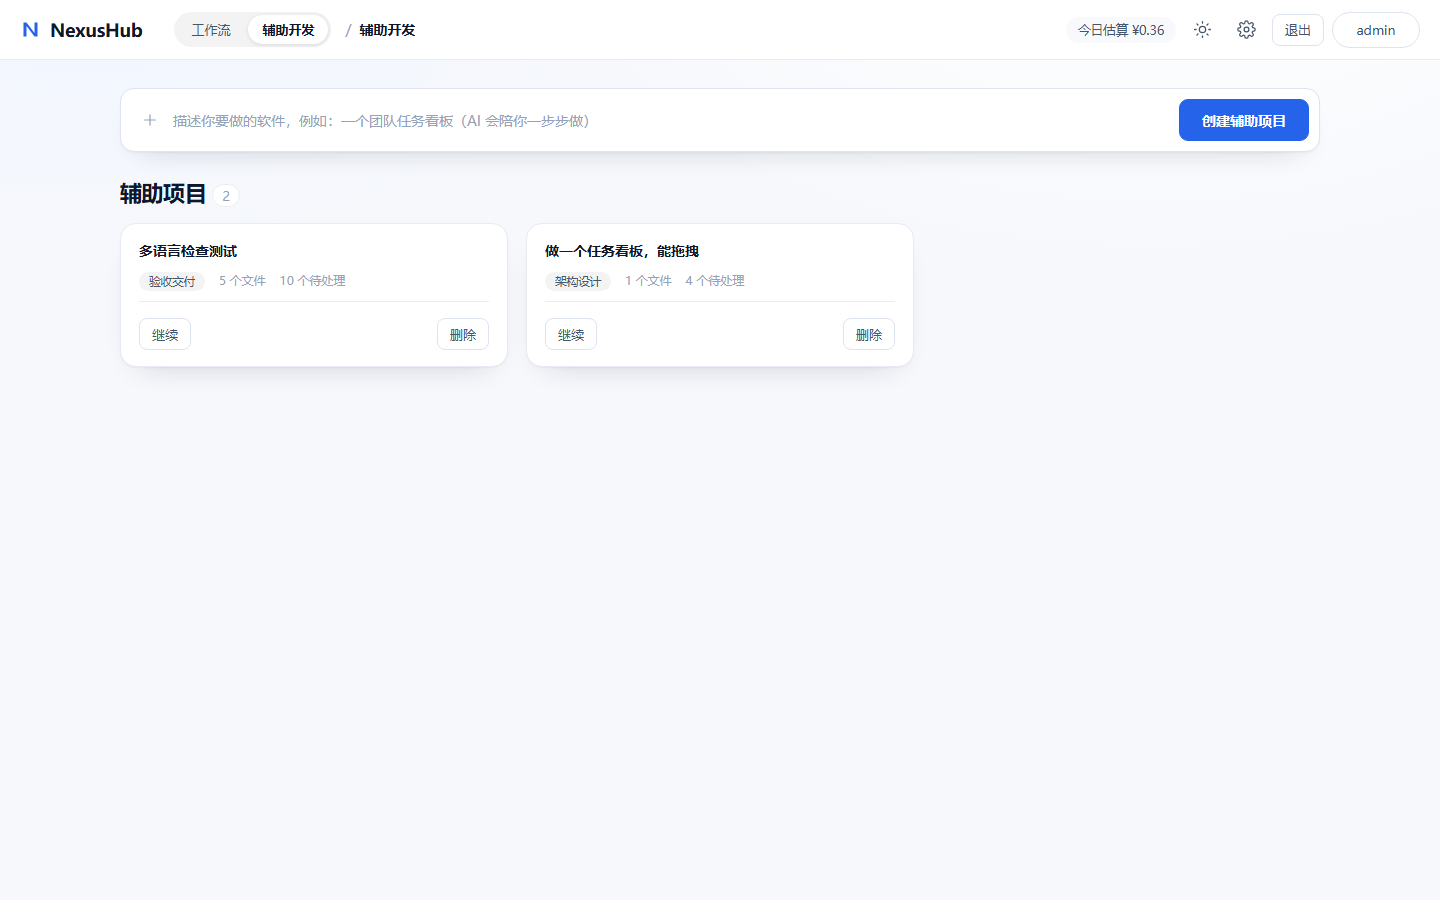 NexusHub 工作流 辅助开发 / 辅助开发 今日估算 ¥0.36 退出 admin
描述你要做的软件，例如：一个团队任务看板（AI 会陪你一步步做） 创建辅助项目
辅助项目 2
多语言检查测试
验收交付 5 个文件 10 个待处理
继续 删除
做一个任务看板，能拖拽
架构设计 1 个文件 4 个待处理
继续 删除